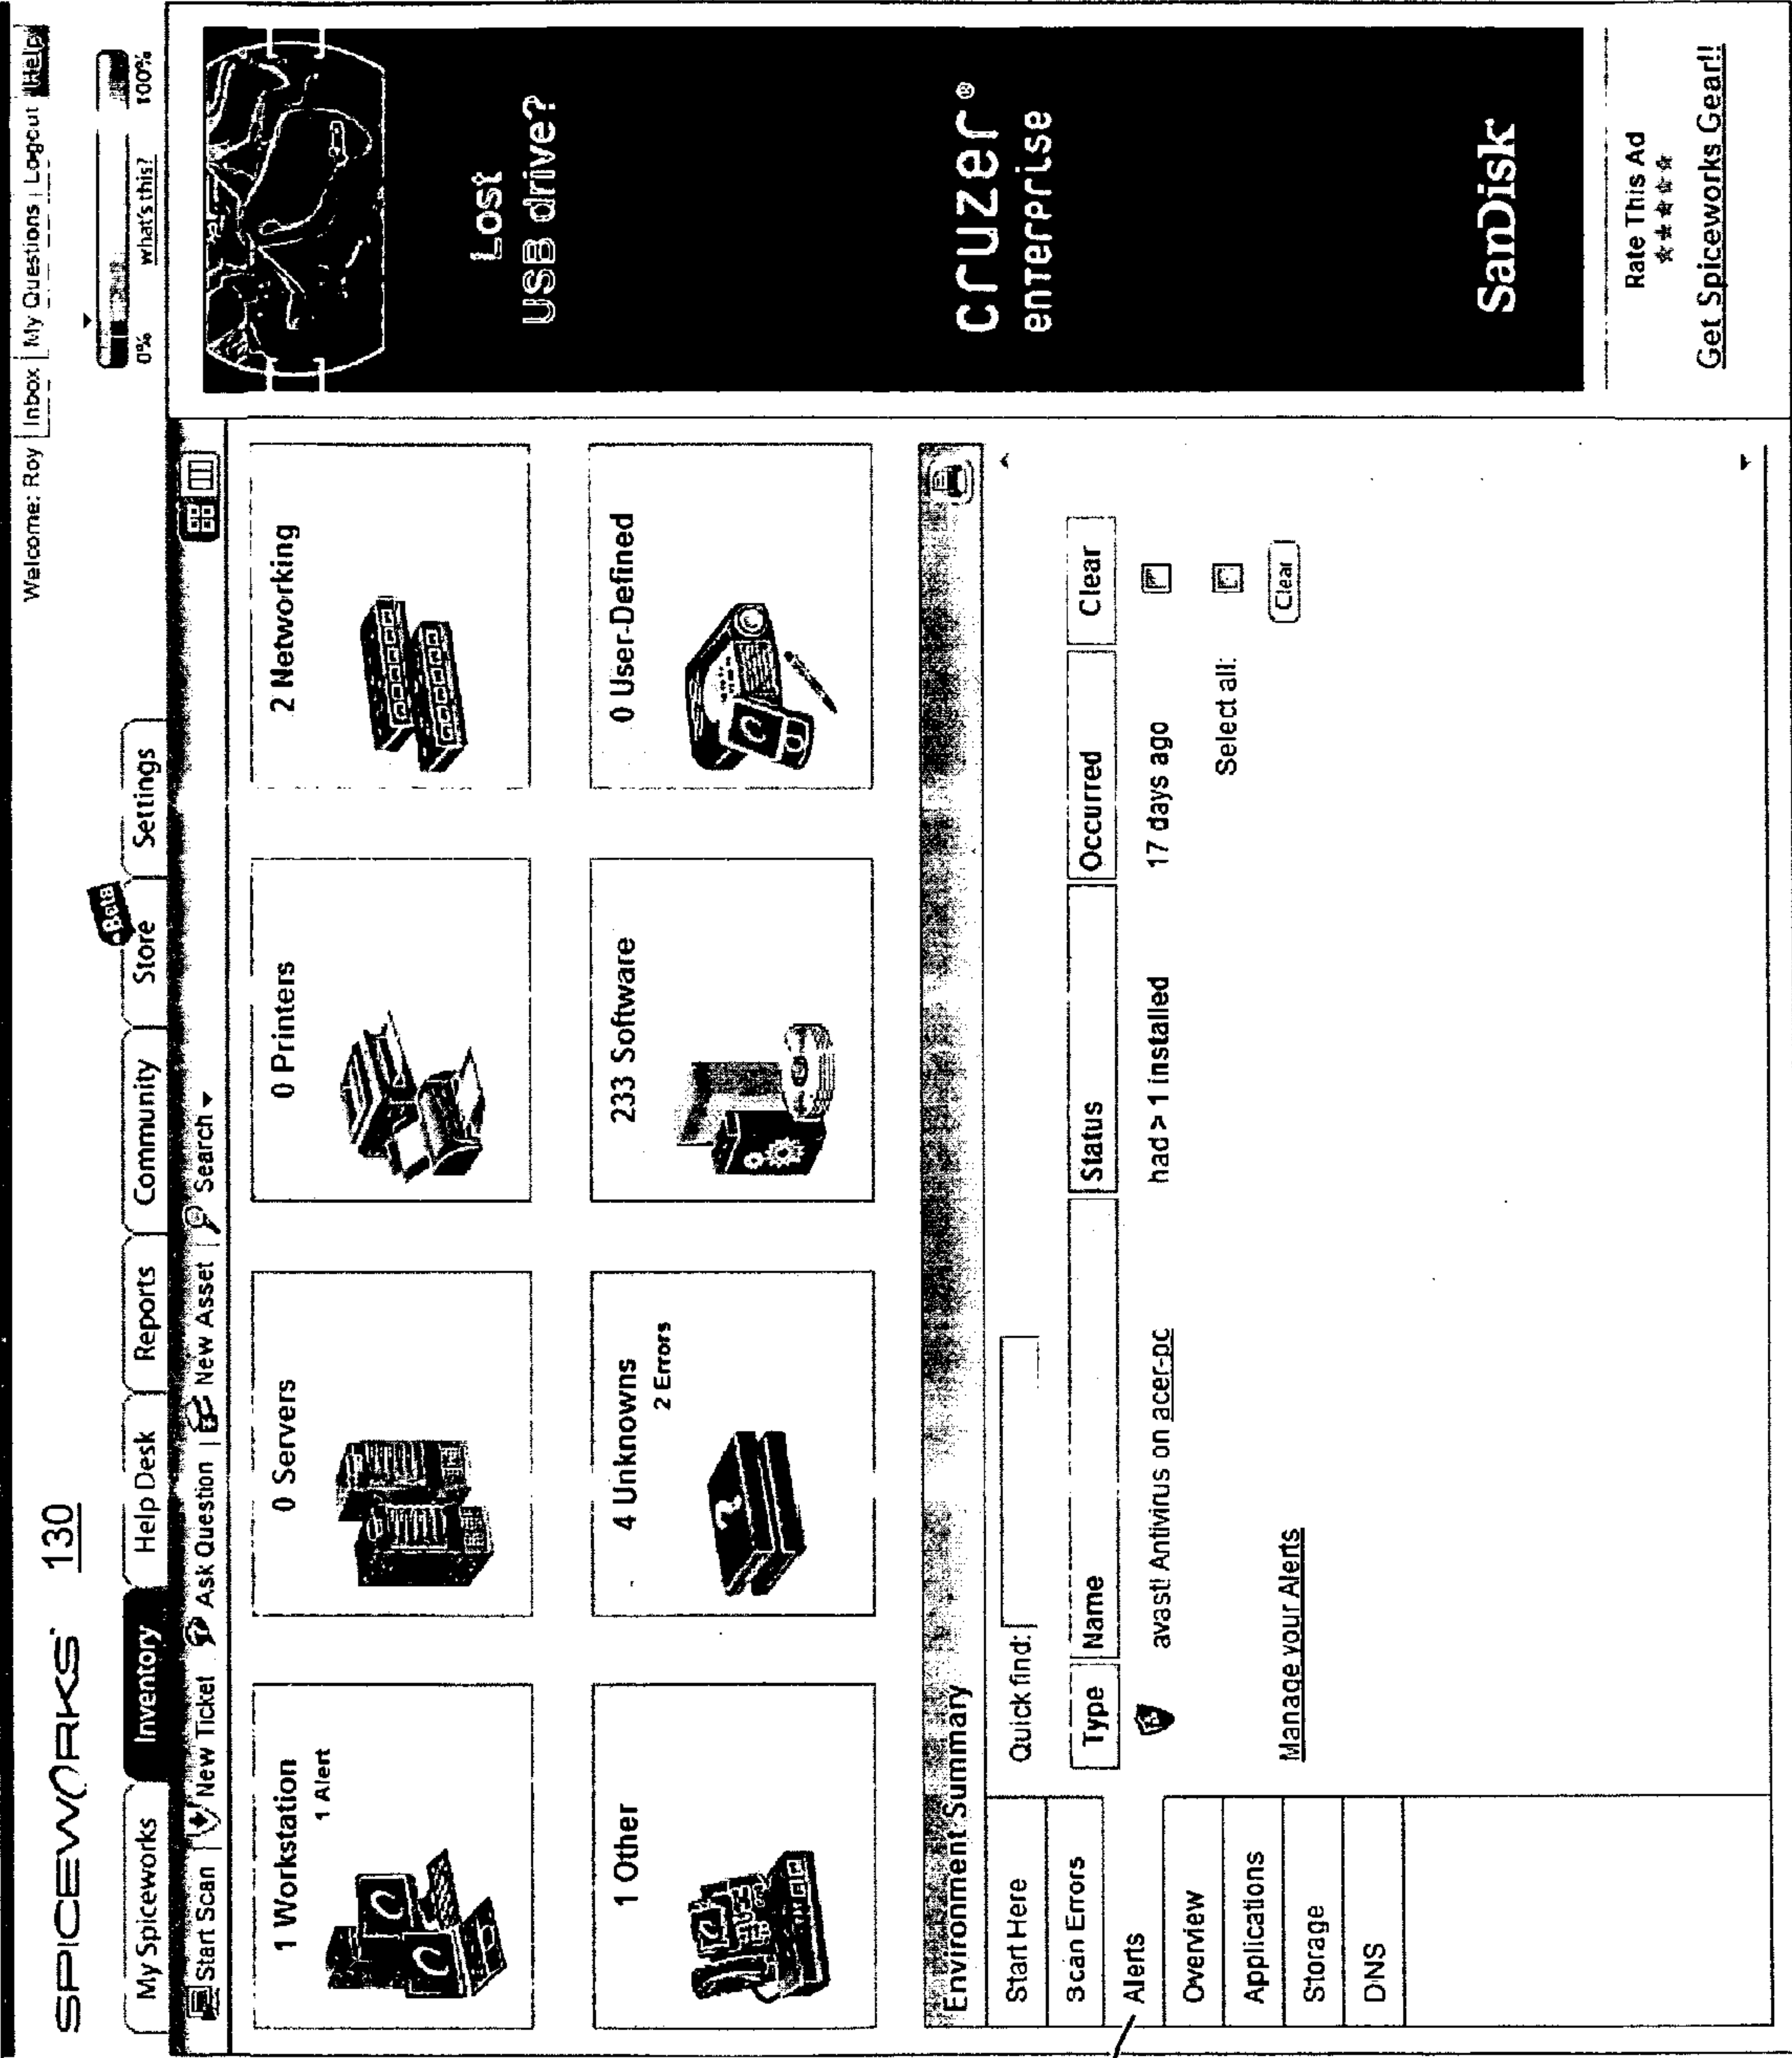 Welcome: Roy | Inbox | My Questions | Logout Help
SPICEWORKS 130
0% what's this? 100%
My Spiceworks Inventory Help Desk Reports Community Store Beta Settings
Start Scan | New Ticket Ask Question | New Asset | Search
1 Workstation
1 Alert
0 Servers
0 Printers
2 Networking
1 Other
4 Unknowns
2 Errors
233 Software
0 User-Defined
Environment Summary
Start Here
Scan Errors
Alerts
Overview
Applications
Storage
DNS
Quick find:
Type Name Status Occurred Clear
avast! Antivirus on acer-pc had > 1 installed 17 days ago
Select all:
Manage your Alerts Clear
Lost
USB drive?
cruzer®
enterprise
SanDisk
Rate This Ad
Get Spiceworks Gear!!